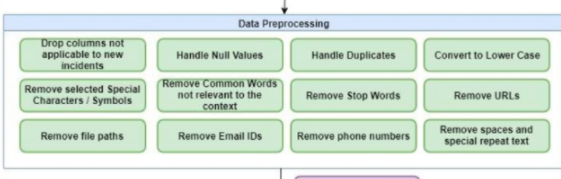 Data Preprocessing
Drop columns not
applicable to new
incidents
Handle Null Values
Handle Duplicates
Convert to Lower Case
Remove selected Special
Characters / Symbols
Remove Common Words
not relevant to the
context
Remove Stop Words
Remove URLs
Remove file paths
Remove Email IDs
Remove phone numbers
Remove spaces and
special repeat text